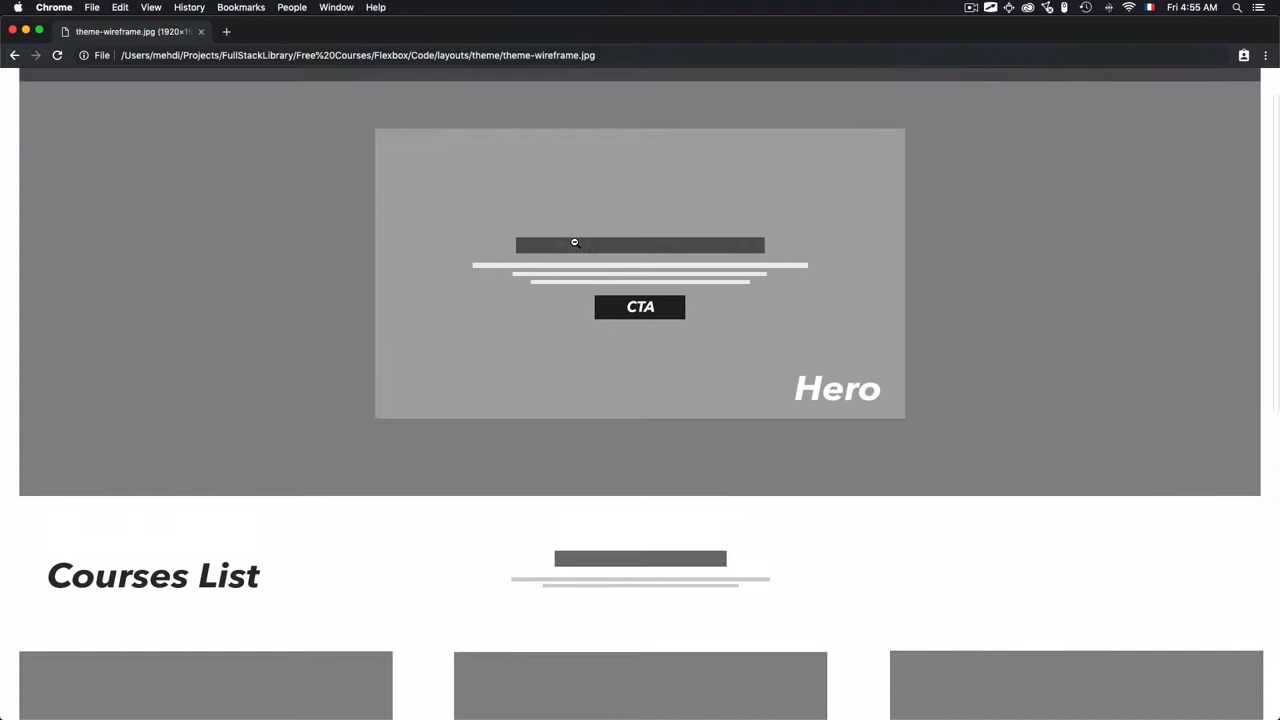 Chrome File Edit View History Bookmarks People Window Help Fri 4:55 AM
theme-wireframe.jpg (1920×19
File /Users/mehdi/Projects/FullStackLibrary/Free%20Courses/Flexbox/Code/layouts/theme/theme-wireframe.jpg
CTA
Hero
Courses List